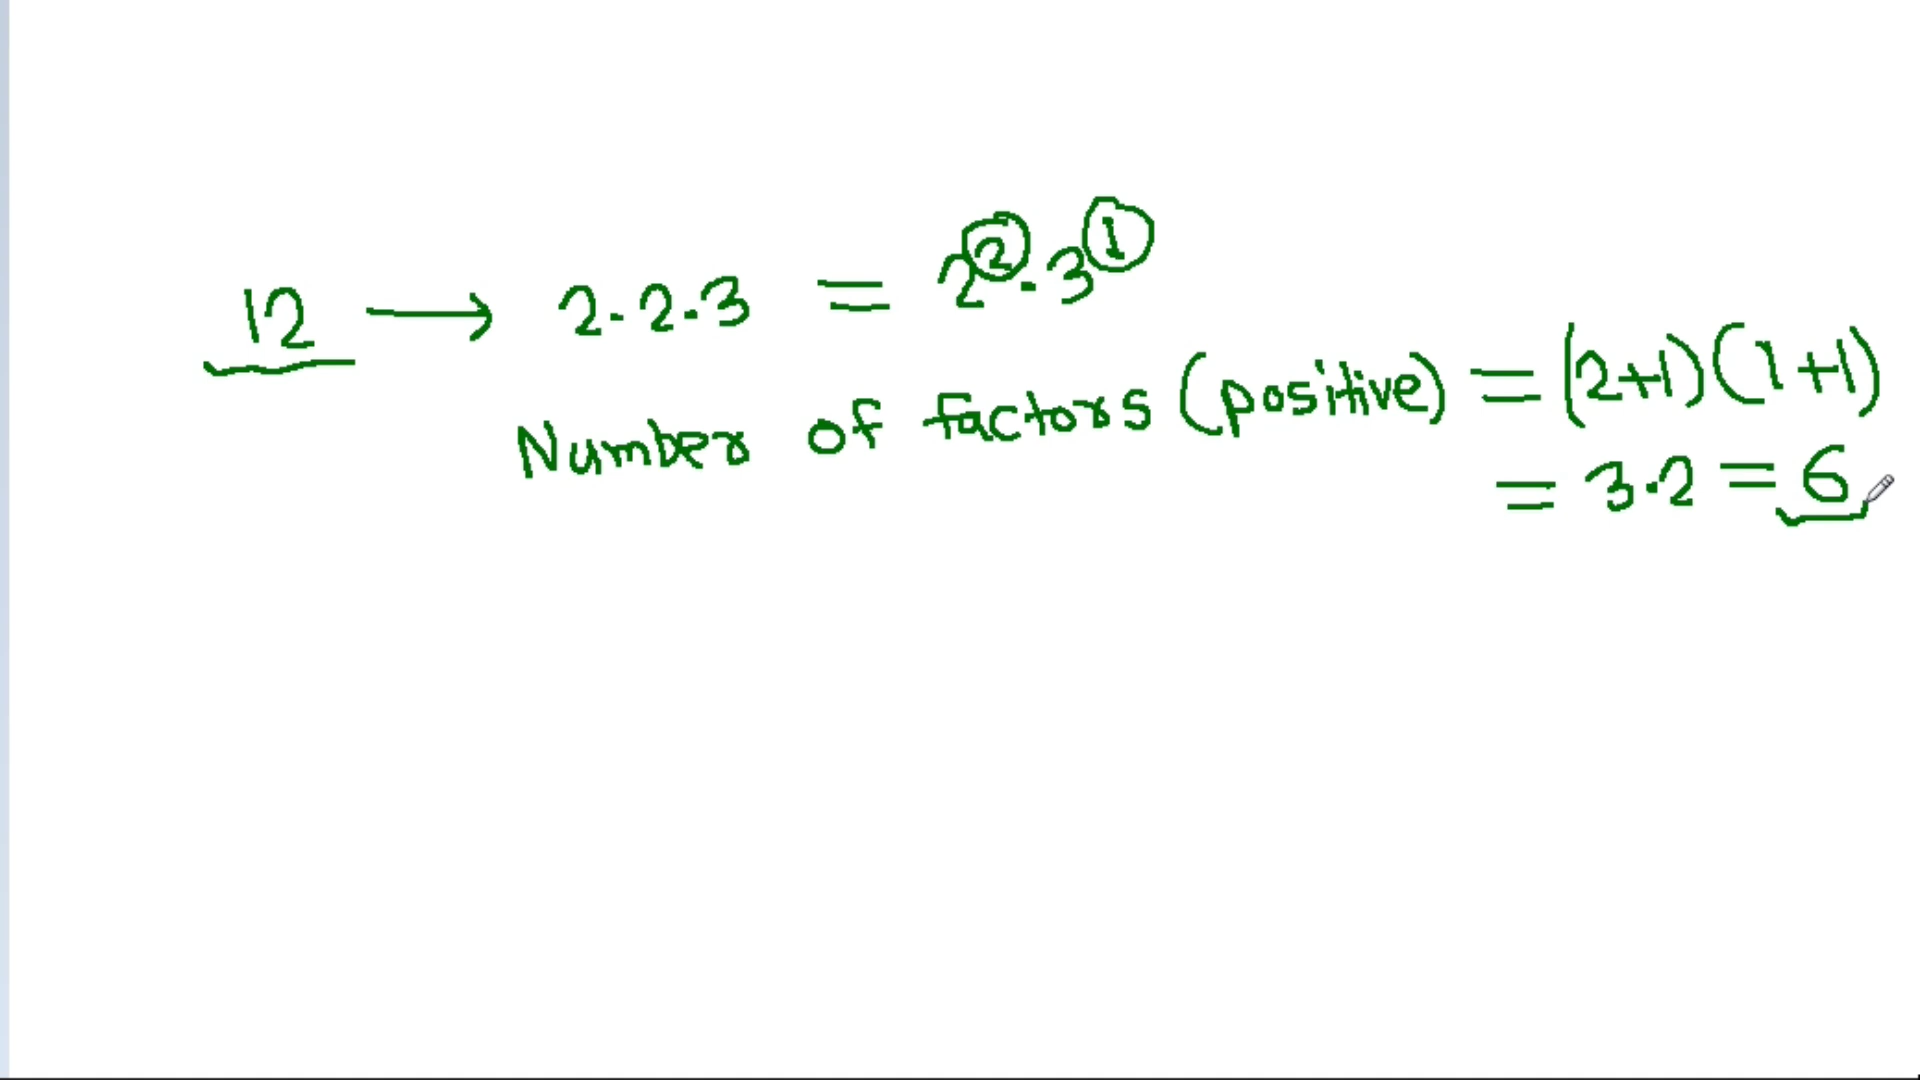 12 → 2·2·3 = 2²·3¹
Number of factors (positive) = (2+1)(1+1)
= 3·2 = 6